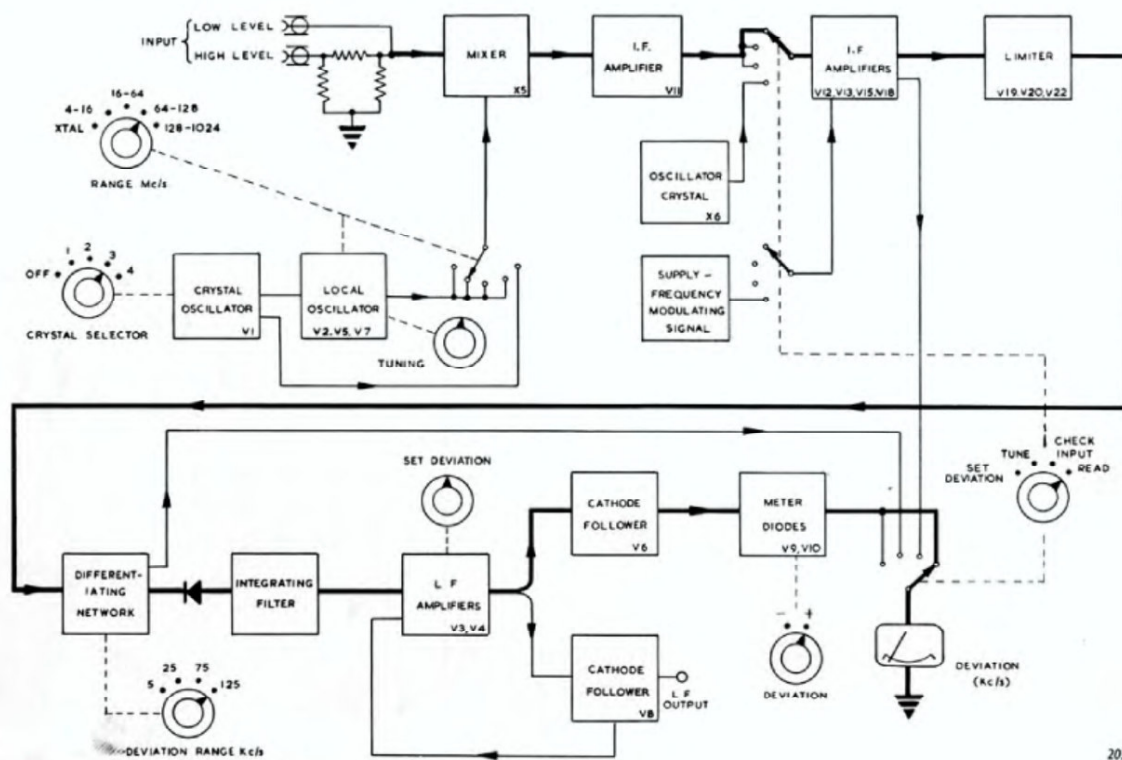 INPUT
LOW LEVEL
HIGH LEVEL
MIXER
X5
I.F.
AMPLIFIER
V11
I.F
AMPLIFIERS
V12,V13,V15,V18
LIMITER
V19,V20,V22
XTAL
4-16
16-64
64-128
128-1024
RANGE Mc/s
OSCILLATOR
CRYSTAL
X6
OFF
1
2
3
4
CRYSTAL SELECTOR
CRYSTAL
OSCILLATOR
V1
LOCAL
OSCILLATOR
V2,V5,V7
TUNING
SUPPLY-
FREQUENCY
MODULATING
SIGNAL
SET DEVIATION
SET
DEVIATION
TUNE
CHECK
INPUT
READ
DIFFERENT-
IATING
NETWORK
INTEGRATING
FILTER
L F
AMPLIFIERS
V3,V4
CATHODE
FOLLOWER
V6
METER
DIODES
V9,V10
5
25
75
125
DEVIATION RANGE Kc/s
CATHODE
FOLLOWER
V8
L F
OUTPUT
- +
DEVIATION
DEVIATION
(Kc/s)